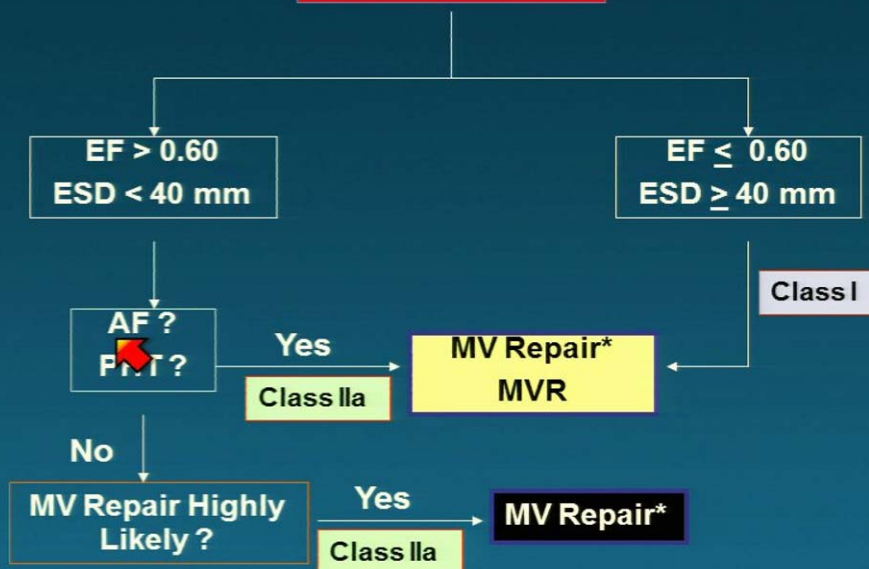 EF > 0.60
ESD < 40 mm
EF ≤ 0.60
ESD ≥ 40 mm
Class I
AF ?
Yes
MV Repair*
MVR
Class IIa
No
MV Repair Highly
Likely ?
Yes
MV Repair*
Class IIa